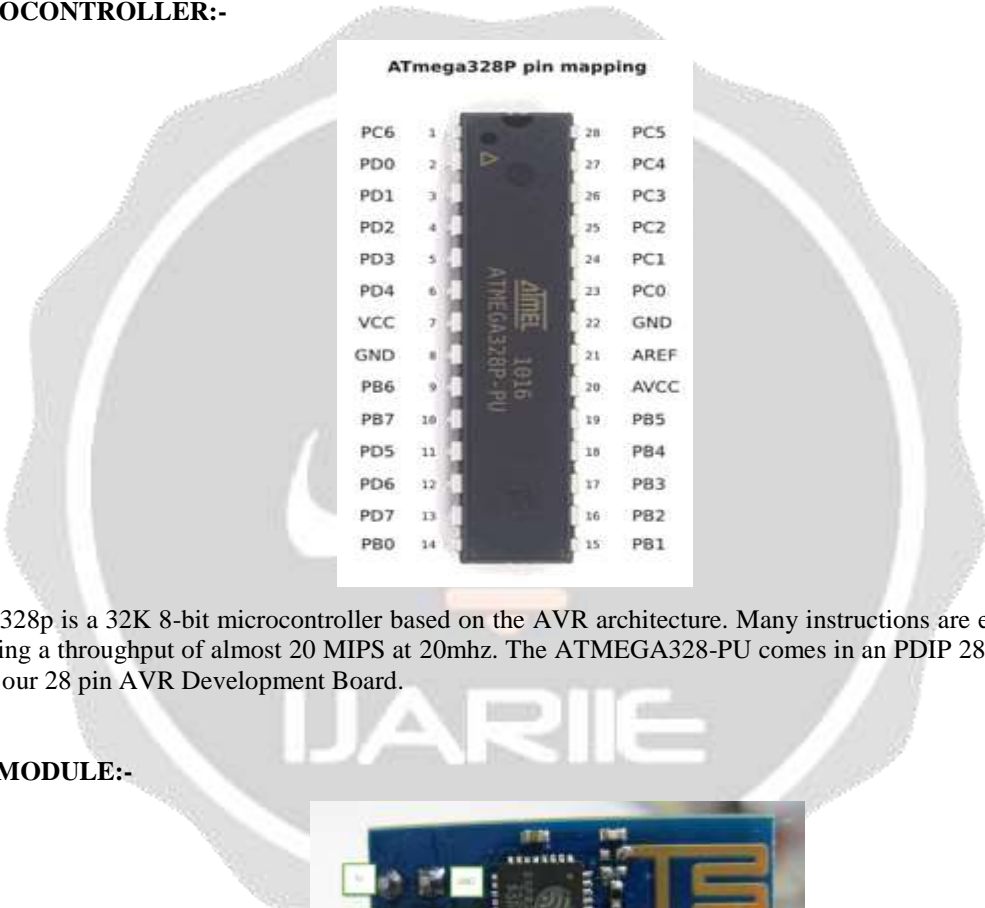 OCONTROLLER:-
ATmega328P pin mapping
PC6 1 28 PC5
PD0 2 27 PC4
PD1 3 26 PC3
PD2 4 25 PC2
PD3 5 24 PC1
PD4 6 23 PC0
VCC 7 22 GND
GND 8 21 AREF
PB6 9 20 AVCC
PB7 10 19 PB5
PD5 11 18 PB4
PD6 12 17 PB3
PD7 13 16 PB2
PB0 14 15 PB1
ATMEL 1016
ATMEGA328P-PU
328p is a 32K 8-bit microcontroller based on the AVR architecture. Many instructions are e
ing a throughput of almost 20 MIPS at 20mhz. The ATMEGA328-PU comes in an PDIP 28
our 28 pin AVR Development Board.
IJARIIE
MODULE:-